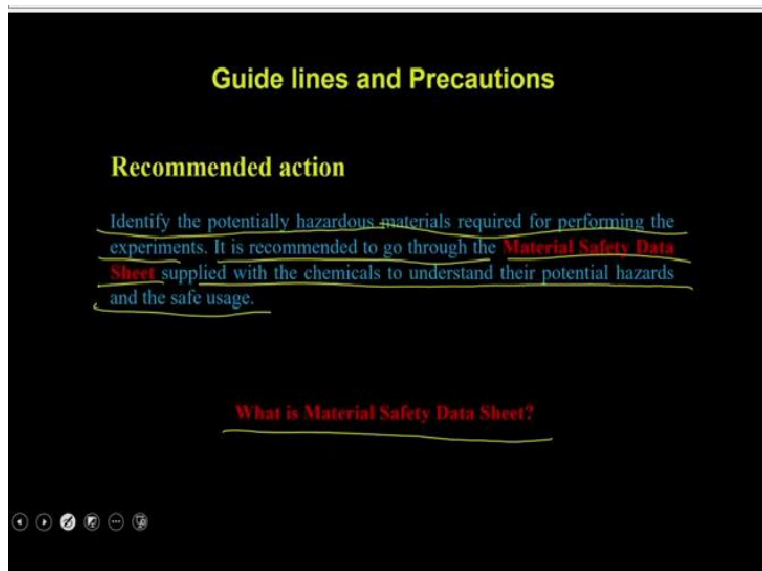 Guide lines and Precautions
Recommended action
Identify the potentially hazardous materials required for performing the
experiments. It is recommended to go through the Material Safety Data
Sheet supplied with the chemicals to understand their potential hazards
and the safe usage.
What is Material Safety Data Sheet?